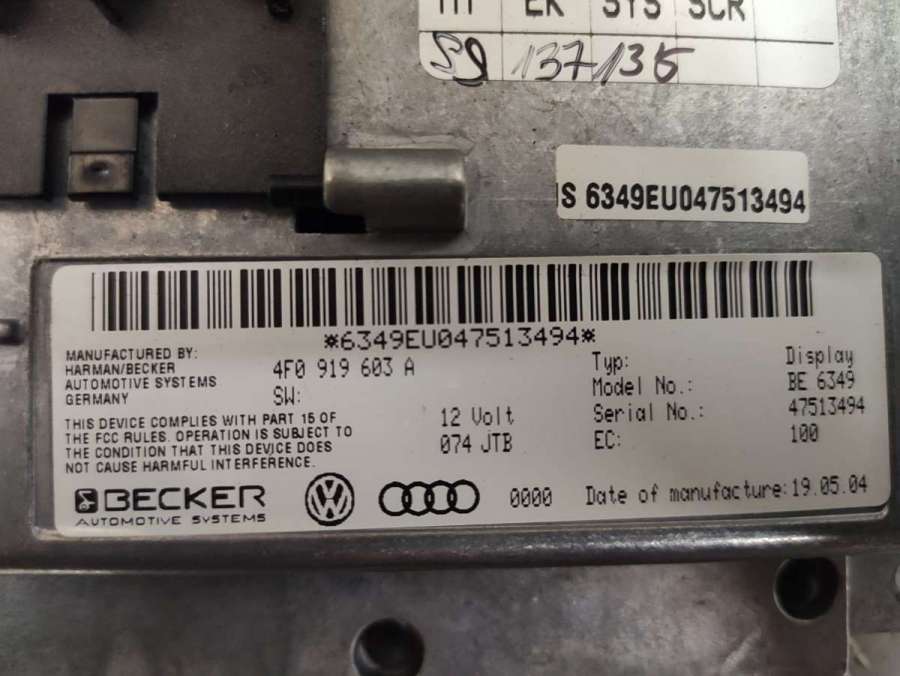 EK SYS SCR
137/135
S 6349EU047513494
*6349EU047513494*
MANUFACTURED BY:
HARMAN/BECKER
AUTOMOTIVE SYSTEMS
GERMANY
4F0 919 603 A
SW:
THIS DEVICE COMPLIES WITH PART 15 OF
THE FCC RULES. OPERATION IS SUBJECT TO
THE CONDITION THAT THIS DEVICE DOES
NOT CAUSE HARMFUL INTERFERENCE.
12 Volt
074 JTB
Typ: Display
Model No.: BE 6349
Serial No.: 47513494
EC: 100
BECKER
AUTOMOTIVE SYSTEMS
VW
0000
Date of manufacture:19.05.04